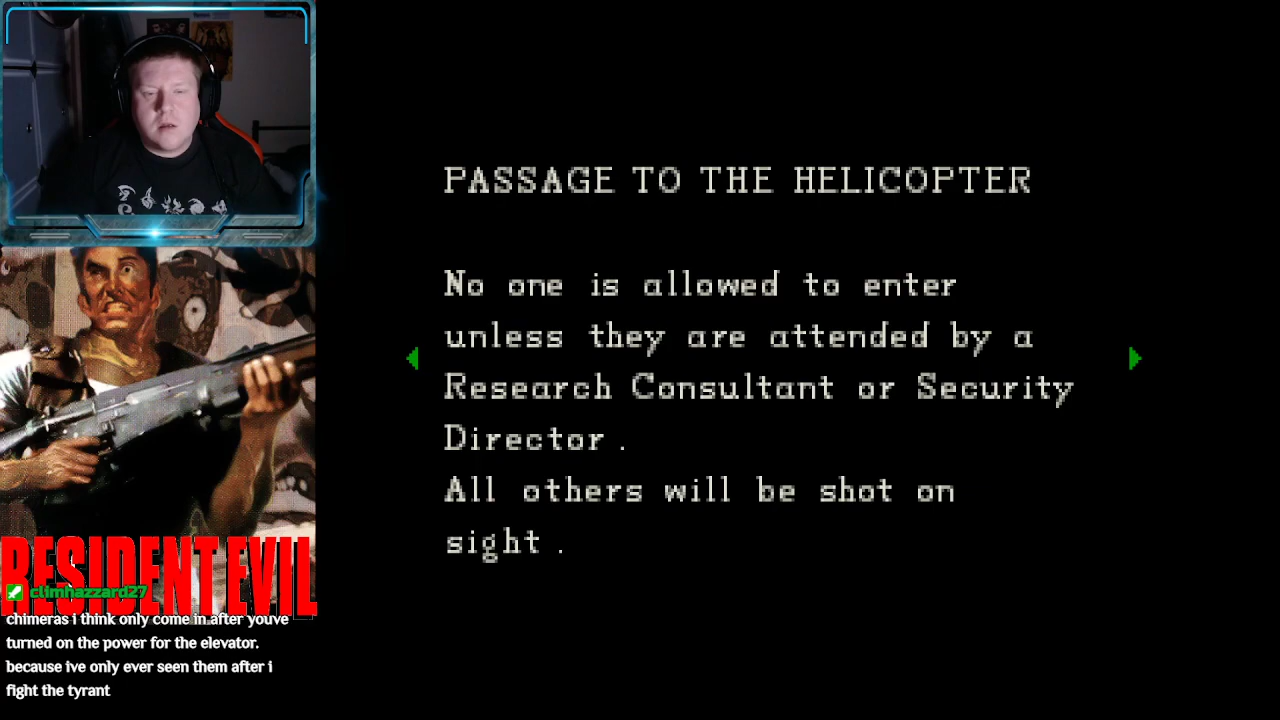 PASSAGE TO THE HELICOPTER
No one is allowed to enter
unless they are attended by a
Research Consultant or Security
Director.
All others will be shot on
sight.
RESIDENT EVIL
climhazzard27
chimeras i think only come in after youve
turned on the power for the elevator.
because ive only ever seen them after i
fight the tyrant